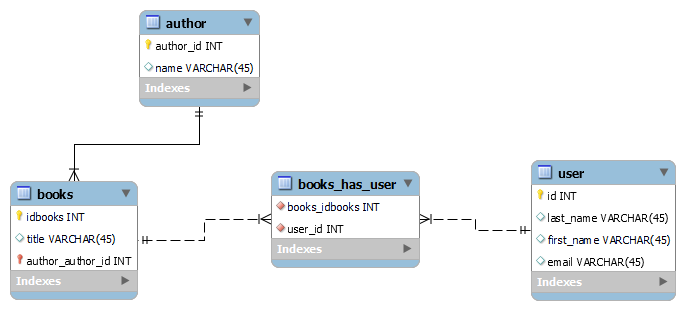 author
author_id INT
name VARCHAR(45)
Indexes
books
idbooks INT
title VARCHAR(45)
author_author_id INT
Indexes
books_has_user
books_idbooks INT
user_id INT
Indexes
user
id INT
last_name VARCHAR(45)
first_name VARCHAR(45)
email VARCHAR(45)
Indexes